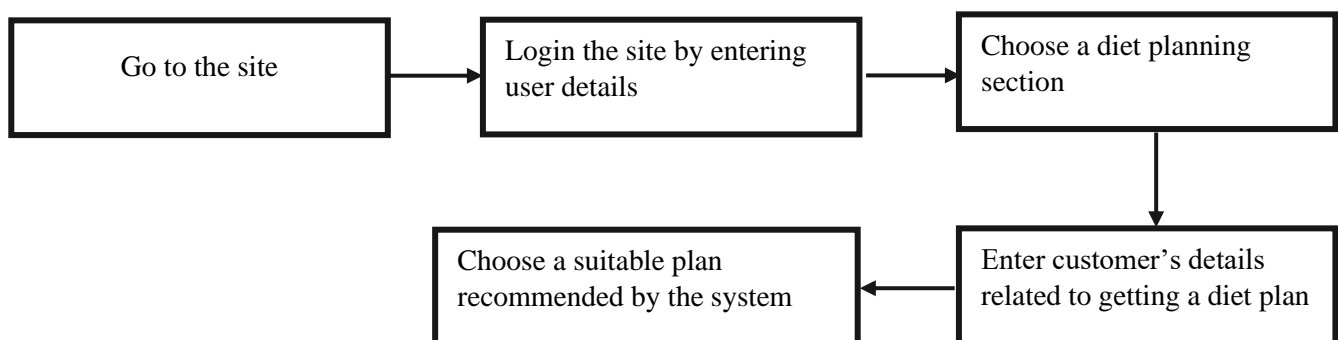 Go to the site
Login the site by entering
user details
Choose a diet planning
section
Enter customer’s details
related to getting a diet plan
Choose a suitable plan
recommended by the system